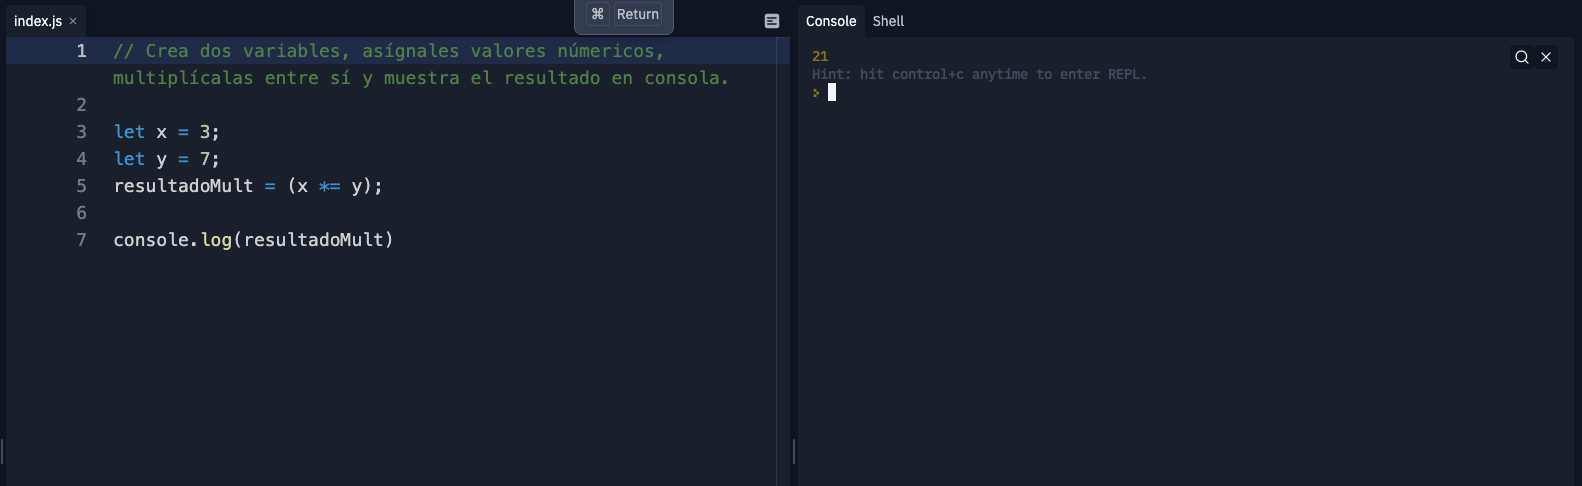 index.js ×
⌘ Return
1 // Crea dos variables, asígnales valores númericos,
multiplícalas entre sí y muestra el resultado en consola.
2
3 let x = 3;
4 let y = 7;
5 resultadoMult = (x *= y);
6
7 console.log(resultadoMult)
Console Shell
21
Hint: hit control+c anytime to enter REPL.
>